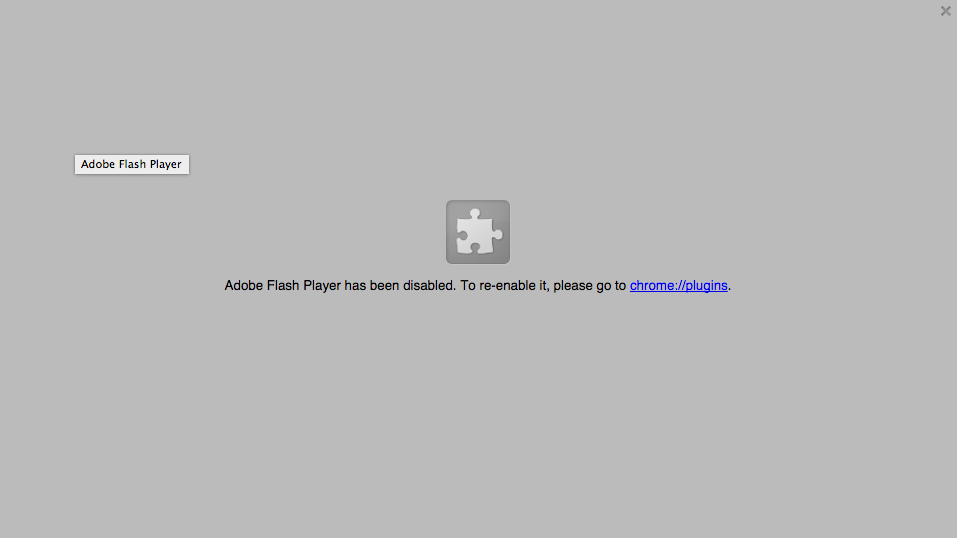 Adobe Flash Player
Adobe Flash Player has been disabled. To re-enable it, please go to chrome://plugins.